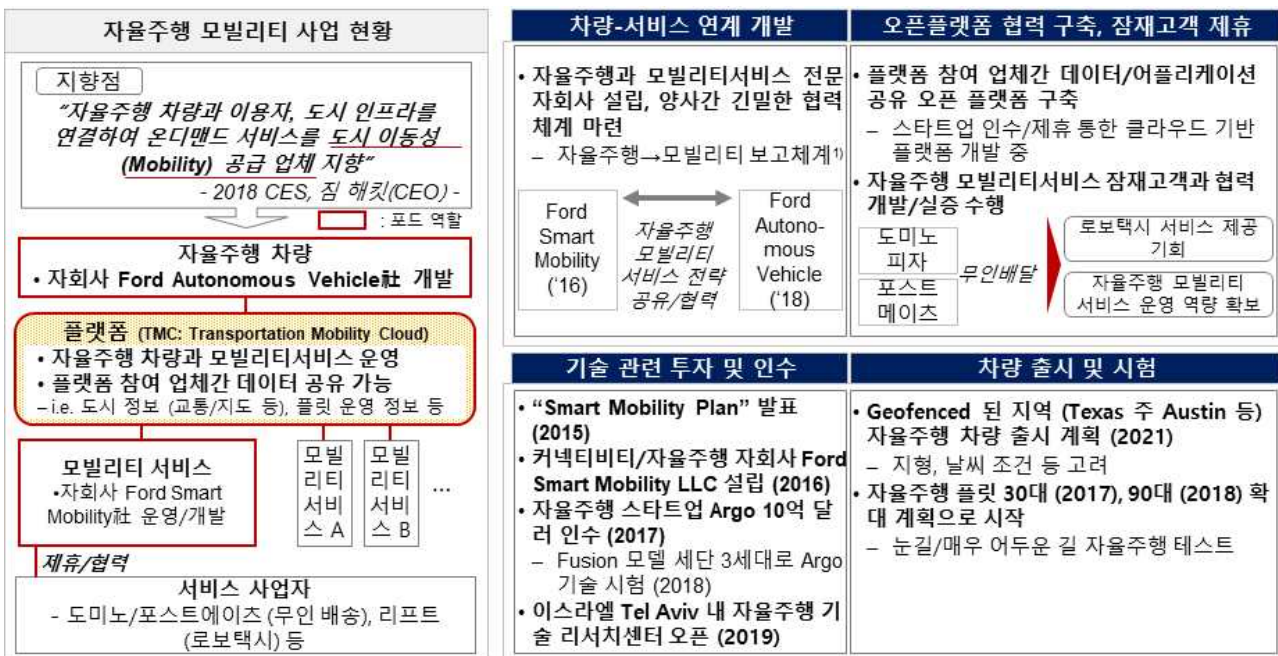 자율주행 모빌리티 사업 현황
지향점
“자율주행 차량과 이용자, 도시 인프라를
연결하여 온디맨드 서비스를 도시 이동성
(Mobility) 공급 업체 지향”
- 2018 CES, 짐 해킷(CEO) -
: 포드 역할
자율주행 차량
• 자회사 Ford Autonomous Vehicle社 개발
플랫폼 (TMC: Transportation Mobility Cloud)
• 자율주행 차량과 모빌리티서비스 운영
• 플랫폼 참여 업체간 데이터 공유 가능
– i.e. 도시 정보 (교통/지도 등), 플릿 운영 정보 등
모빌리티 서비스
•자회사 Ford Smart
Mobility社 운영/개발
모빌
리티
서비
스 A
모빌
리티
서비
스 B
...
제휴/협력
서비스 사업자
- 도미노/포스트에이츠 (무인 배송), 리프트
(로보택시) 등
차량-서비스 연계 개발
• 자율주행과 모빌리티서비스 전문
자회사 설립, 양사간 긴밀한 협력
체계 마련
– 자율주행→모빌리티 보고체계1)
Ford
Smart
Mobility
(‘16)
자율주행
모빌리티
서비스 전략
공유/협력
Ford
Autono-
mous
Vehicle
(‘18)
오픈플랫폼 협력 구축, 잠재고객 제휴
• 플랫폼 참여 업체간 데이터/어플리케이션
공유 오픈 플랫폼 구축
– 스타트업 인수/제휴 통한 클라우드 기반
플랫폼 개발 중
• 자율주행 모빌리티서비스 잠재고객과 협력
개발/실증 수행
도미노
피자
포스트
메이츠
무인배달
로보택시 서비스 제공
기회
자율주행 모빌리티
서비스 운영 역량 확보
기술 관련 투자 및 인수
• “Smart Mobility Plan” 발표
(2015)
• 커넥티비티/자율주행 자회사 Ford
Smart Mobility LLC 설립 (2016)
• 자율주행 스타트업 Argo 10억 달
러 인수 (2017)
– Fusion 모델 세단 3세대로 Argo
기술 시험 (2018)
• 이스라엘 Tel Aviv 내 자율주행 기
술 리서치센터 오픈 (2019)
차량 출시 및 시험
• Geofenced 된 지역 (Texas 주 Austin 등)
자율주행 차량 출시 계획 (2021)
– 지형, 날씨 조건 등 고려
• 자율주행 플릿 30대 (2017), 90대 (2018) 확
대 계획으로 시작
– 눈길/매우 어두운 길 자율주행 테스트